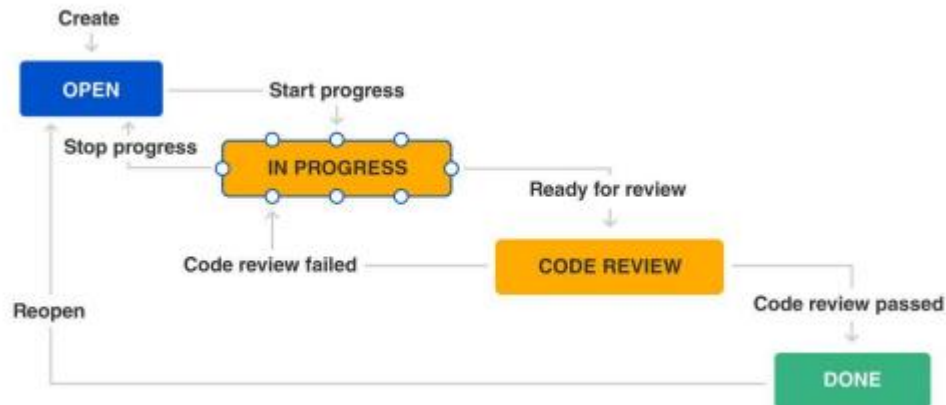 Create
OPEN
Start progress
Stop progress
IN PROGRESS
Ready for review
Code review failed
CODE REVIEW
Reopen
Code review passed
DONE